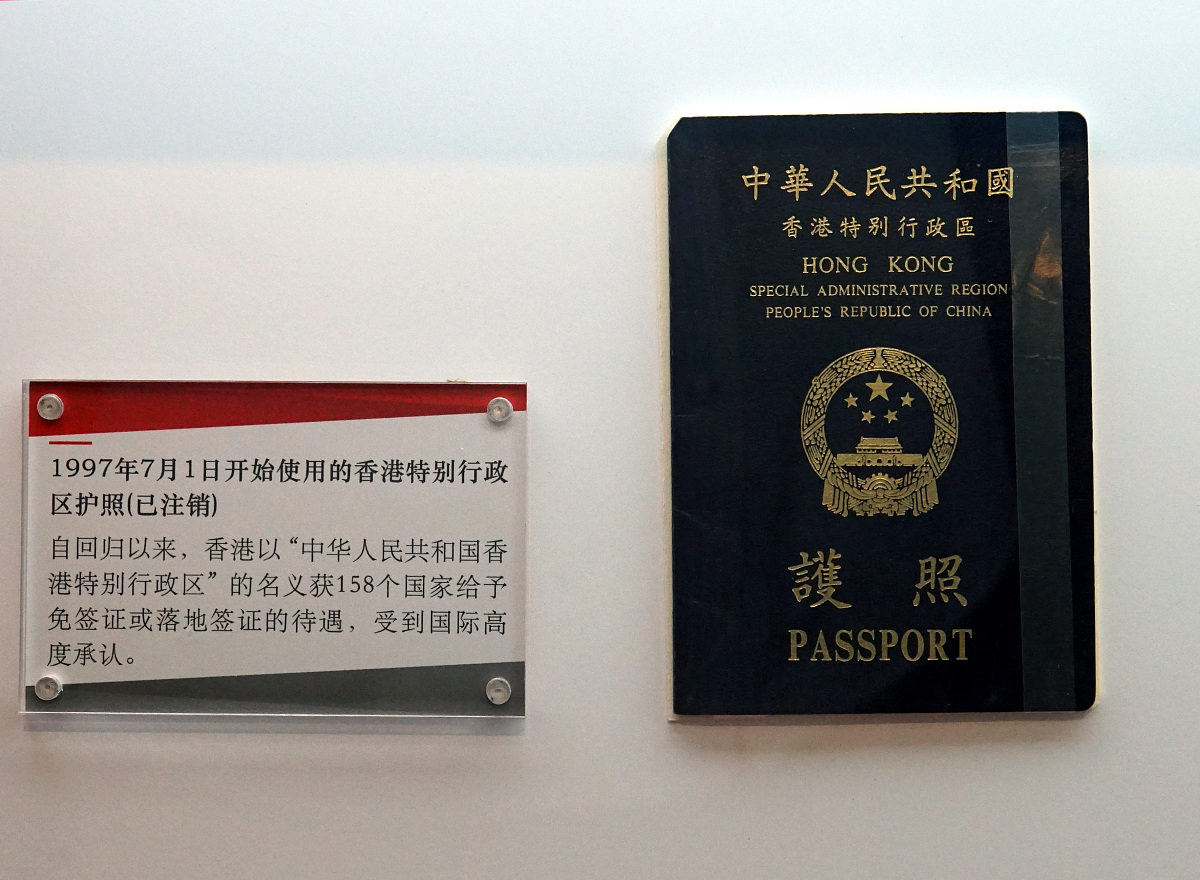 1997年7月1日开始使用的香港特别行政
区护照(已注销)
自回归以来，香港以“中华人民共和国香
港特别行政区”的名义获158个国家给予
免签证或落地签证的待遇，受到国际高
度承认。
中華人民共和國
香港特別行政區
HONG KONG
SPECIAL ADMINISTRATIVE REGION
PEOPLE'S REPUBLIC OF CHINA
護照
PASSPORT